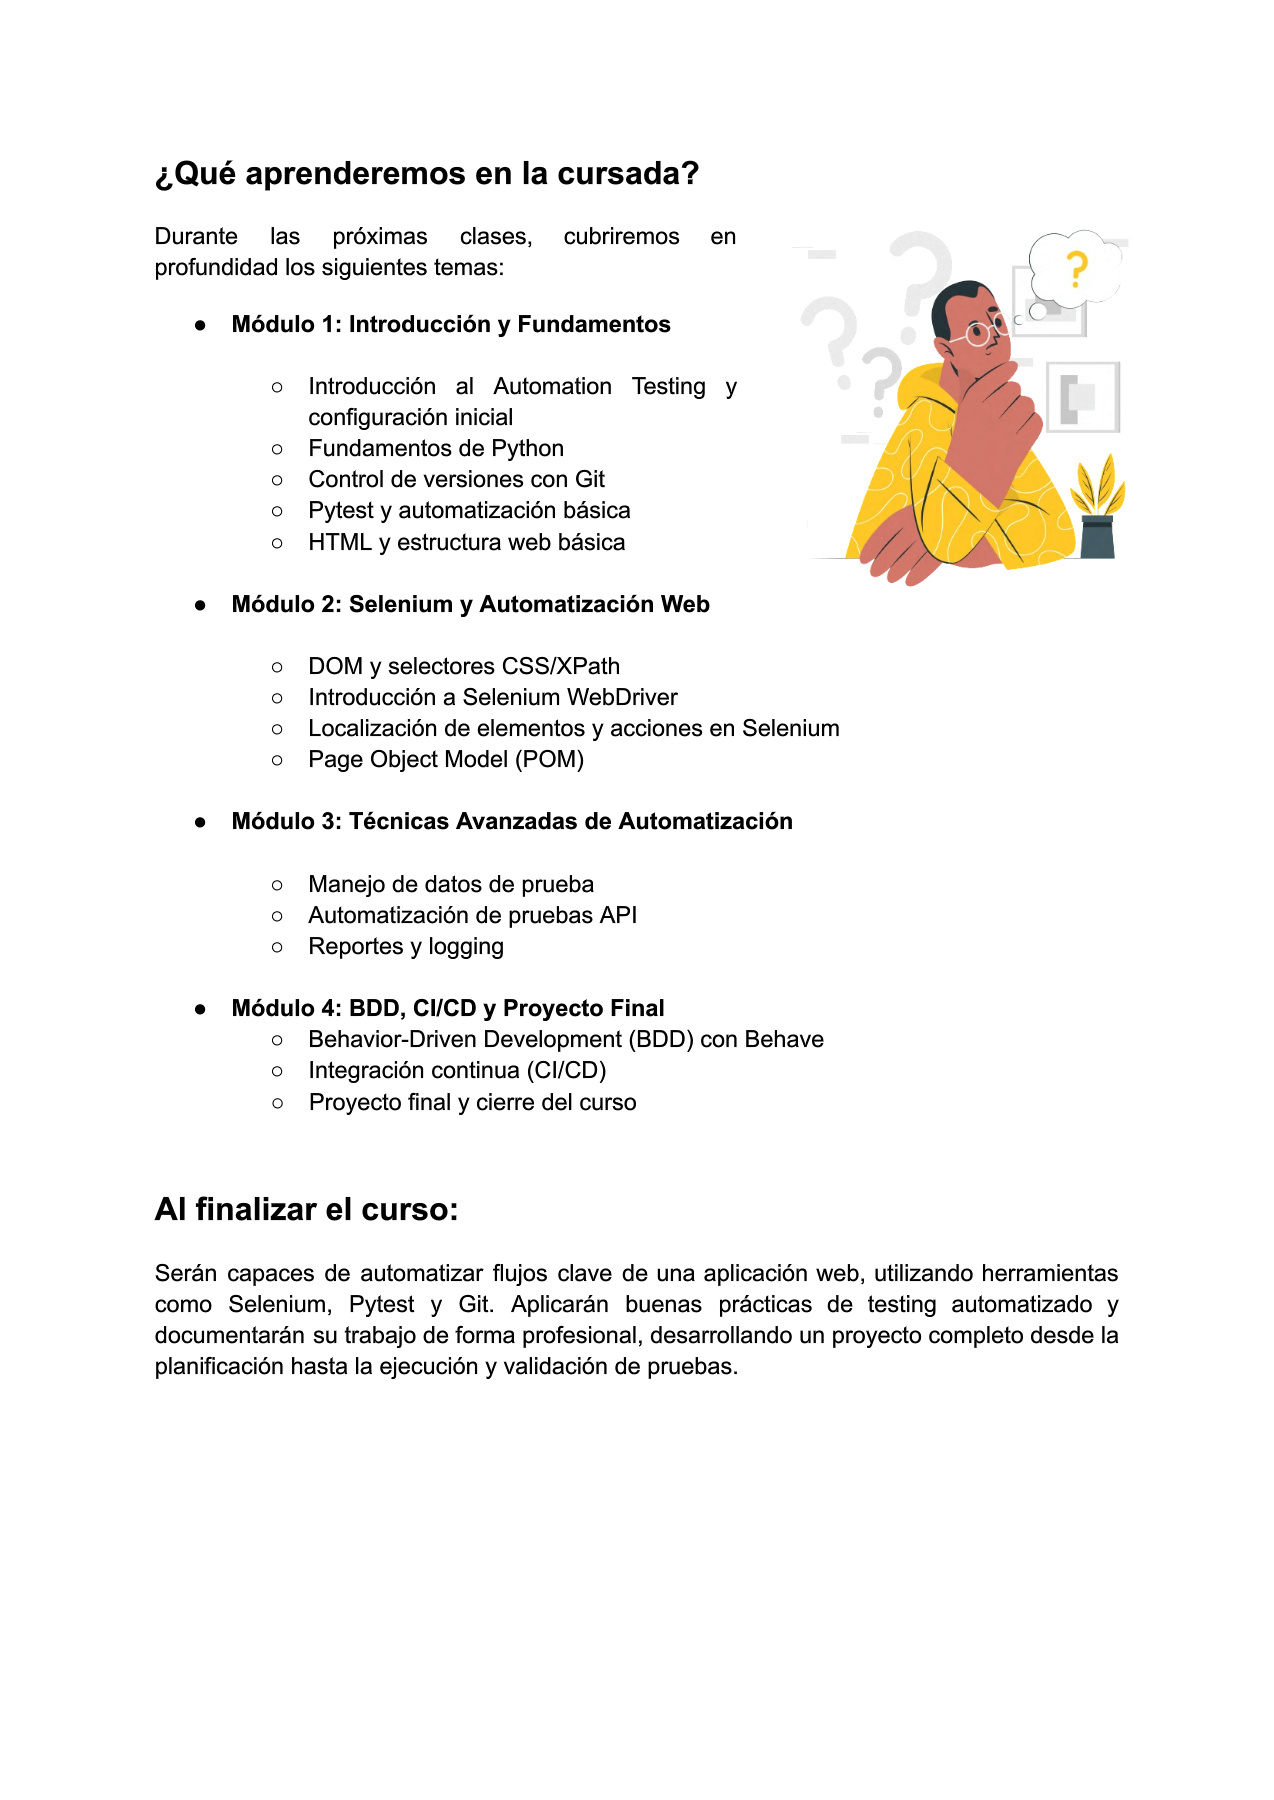 ¿Qué aprenderemos en la cursada?
Durante las próximas clases, cubriremos en
profundidad los siguientes temas:
● Módulo 1: Introducción y Fundamentos
○ Introducción al Automation Testing y
configuración inicial
○ Fundamentos de Python
○ Control de versiones con Git
○ Pytest y automatización básica
○ HTML y estructura web básica
● Módulo 2: Selenium y Automatización Web
○ DOM y selectores CSS/XPath
○ Introducción a Selenium WebDriver
○ Localización de elementos y acciones en Selenium
○ Page Object Model (POM)
● Módulo 3: Técnicas Avanzadas de Automatización
○ Manejo de datos de prueba
○ Automatización de pruebas API
○ Reportes y logging
● Módulo 4: BDD, CI/CD y Proyecto Final
○ Behavior-Driven Development (BDD) con Behave
○ Integración continua (CI/CD)
○ Proyecto final y cierre del curso
Al finalizar el curso:
Serán capaces de automatizar flujos clave de una aplicación web, utilizando herramientas
como Selenium, Pytest y Git. Aplicarán buenas prácticas de testing automatizado y
documentarán su trabajo de forma profesional, desarrollando un proyecto completo desde la
planificación hasta la ejecución y validación de pruebas.